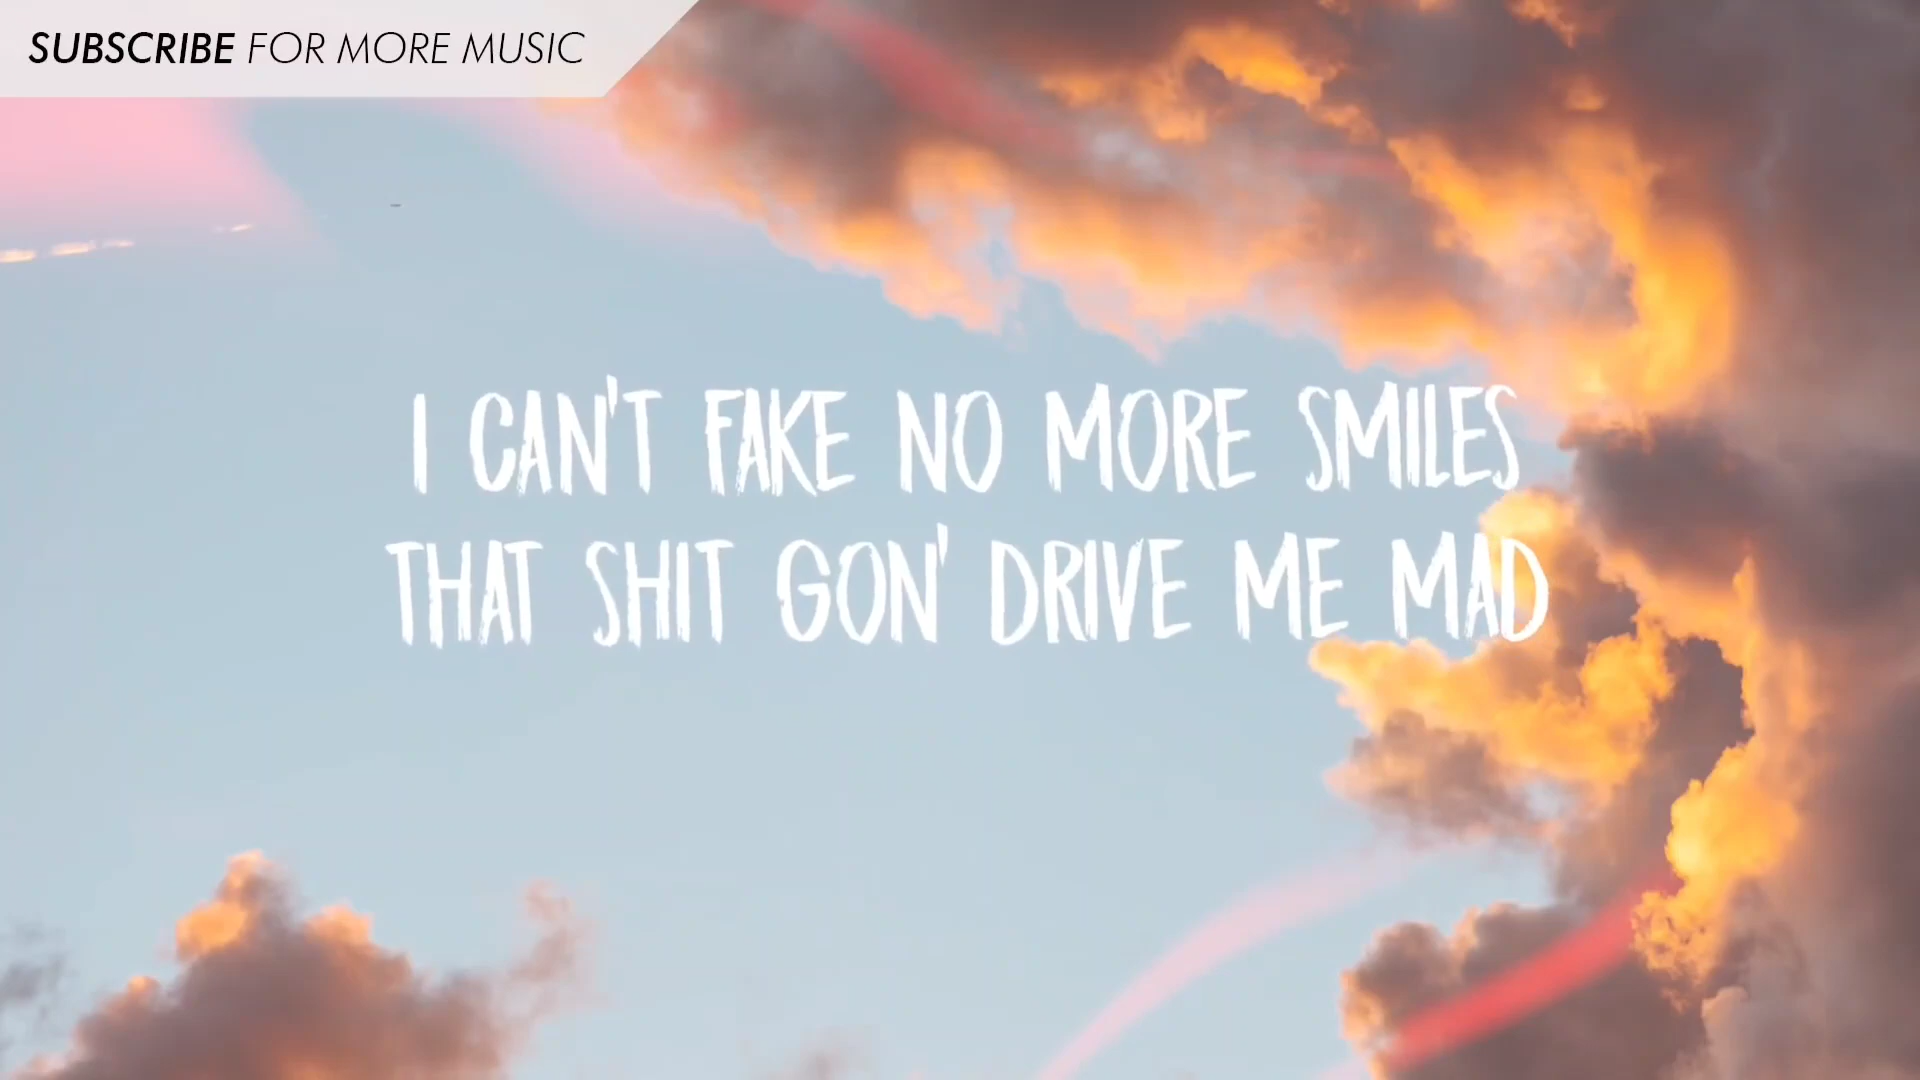 SUBSCRIBE FOR MORE MUSIC
I CAN'T FAKE NO MORE SMILES
THAT SHIT GON' DRIVE ME MAD